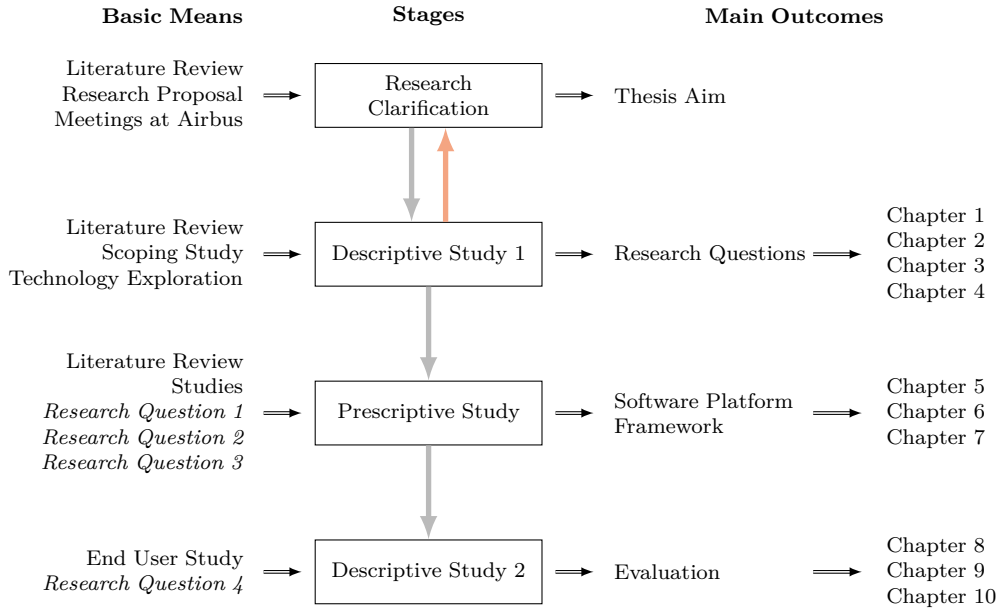 Basic Means
Stages
Main Outcomes
Literature Review
Research Proposal
Meetings at Airbus
Research
Clarification
Thesis Aim
Literature Review
Scoping Study
Technology Exploration
Descriptive Study 1
Research Questions
Chapter 1
Chapter 2
Chapter 3
Chapter 4
Literature Review
Studies
Research Question 1
Research Question 2
Research Question 3
Prescriptive Study
Software Platform
Framework
Chapter 5
Chapter 6
Chapter 7
End User Study
Research Question 4
Descriptive Study 2
Evaluation
Chapter 8
Chapter 9
Chapter 10